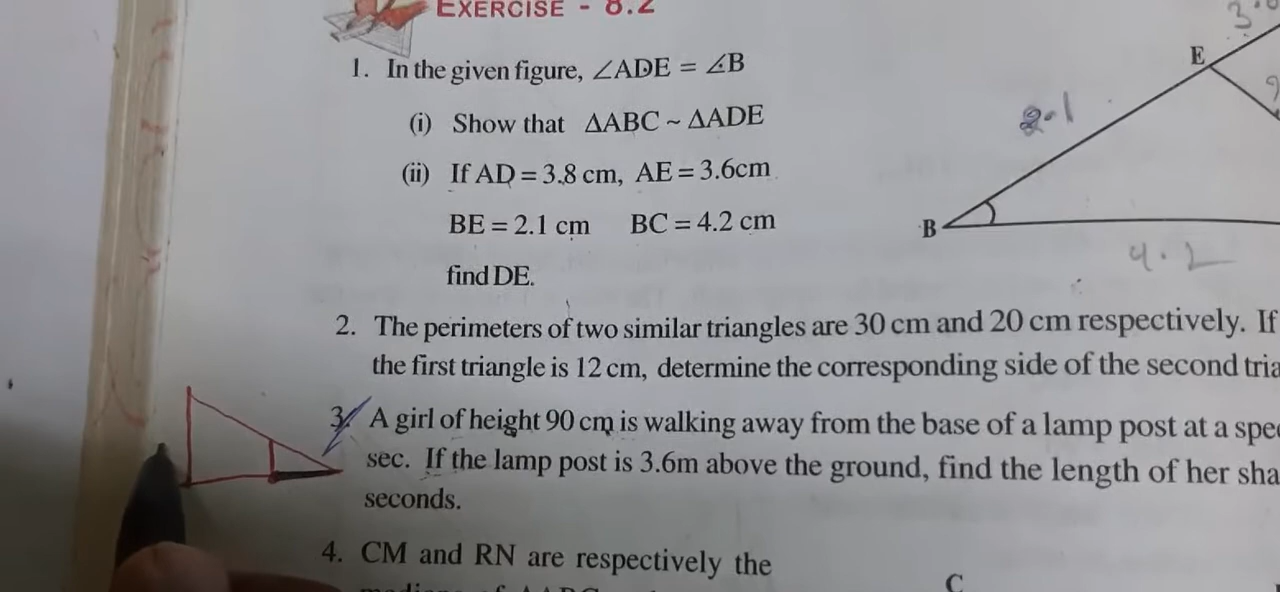 EXERCISE - 8.2
1. In the given figure, ∠ADE = ∠B
(i) Show that ΔABC ~ ΔADE
(ii) If AD = 3.8 cm, AE = 3.6cm
BE = 2.1 cm BC = 4.2 cm
find DE.
E
2.1
B
4.2
2. The perimeters of two similar triangles are 30 cm and 20 cm respectively. If
the first triangle is 12 cm, determine the corresponding side of the second
3. A girl of height 90 cm is walking away from the base of a lamp post at a
sec. If the lamp post is 3.6m above the ground, find the length of her
seconds.
4. CM and RN are respectively the
C